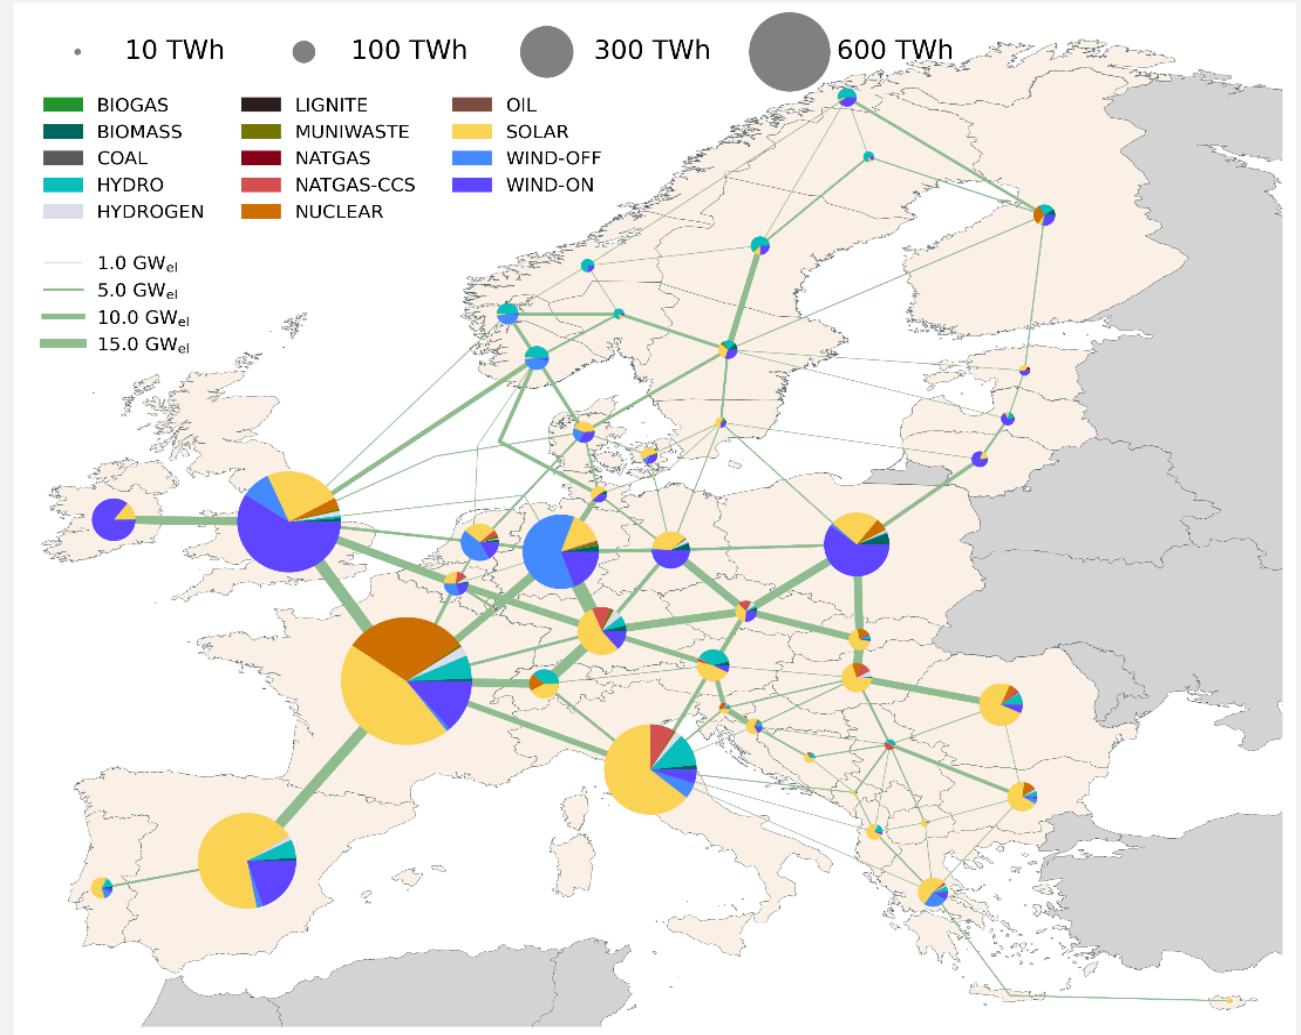 10 TWh 100 TWh 300 TWh 600 TWh
BIOGAS LIGNITE OIL
BIOMASS MUNIWASTE SOLAR
COAL NATGAS WIND-OFF
HYDRO NATGAS-CCS WIND-ON
HYDROGEN NUCLEAR
1.0 GWel
5.0 GWel
10.0 GWel
15.0 GWel